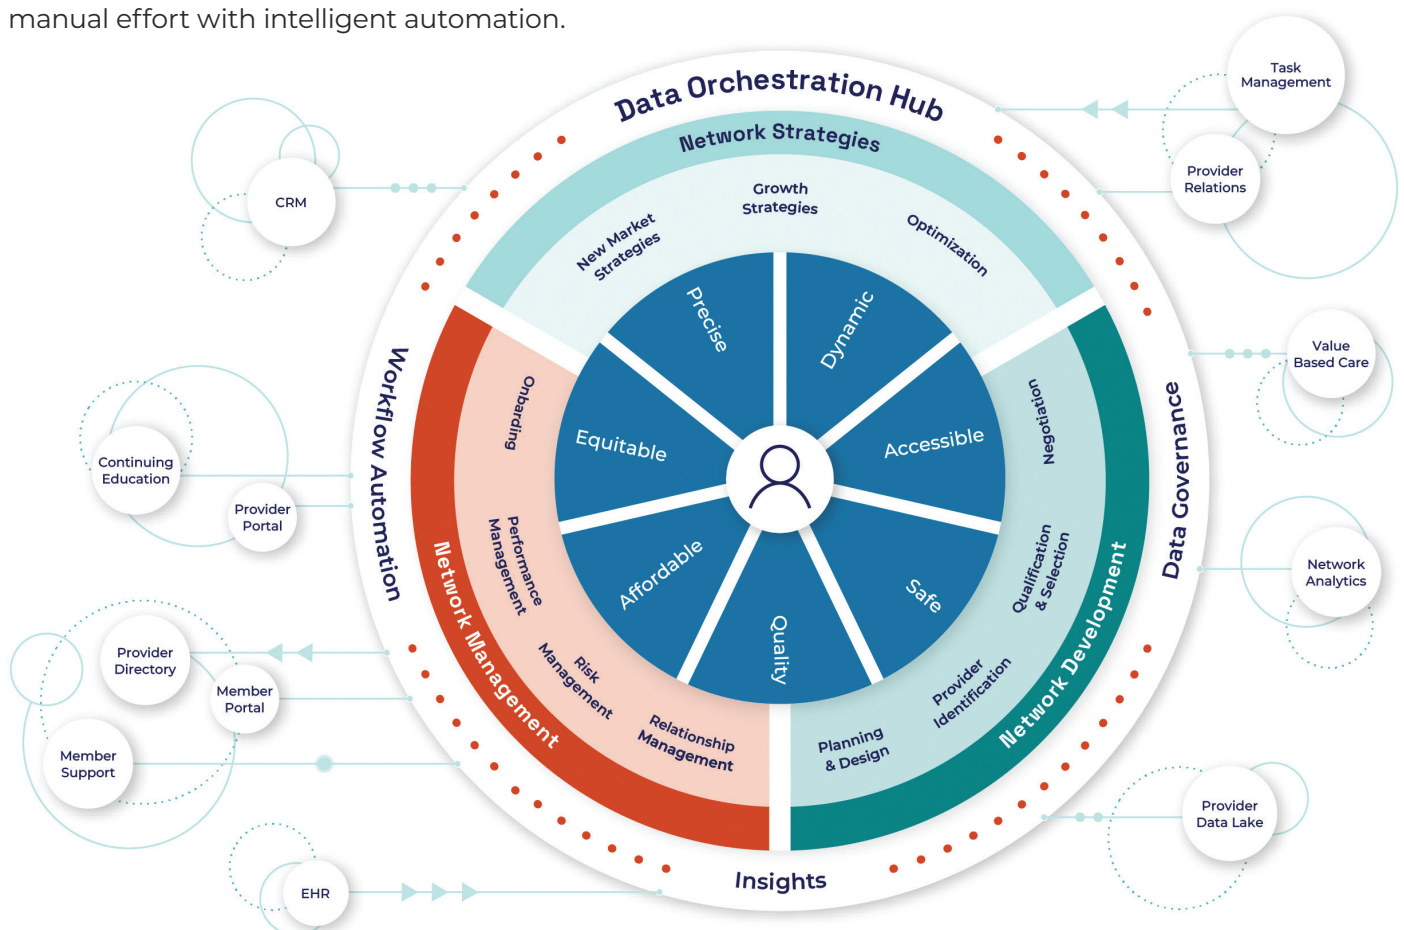 manual effort with intelligent automation.
Data Orchestration Hub
Network Strategies
New Market
Strategies
Growth
Strategies
Optimization
Precise
Dynamic
Equitable
Accessible
Affordable
Safe
Quality
Workflow Automation
Network Management
Onbarding
Performance
Management
Risk
Management
Relationship
Management
Data Governance
Network Development
Negotiation
Qualification
& Selection
Provider
Identification
Planning
& Design
Insights
CRM
Continuing
Education
Provider
Portal
Provider
Directory
Member
Portal
Member
Support
EHR
Task
Management
Provider
Relations
Value
Based Care
Network
Analytics
Provider
Data Lake